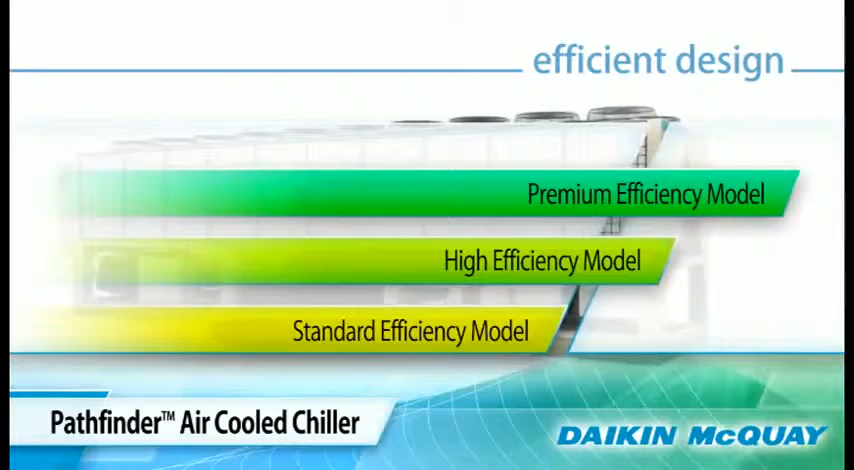 efficient design
Premium Efficiency Model
High Efficiency Model
Standard Efficiency Model
Pathfinder™ Air Cooled Chiller
DAIKIN McQUAY